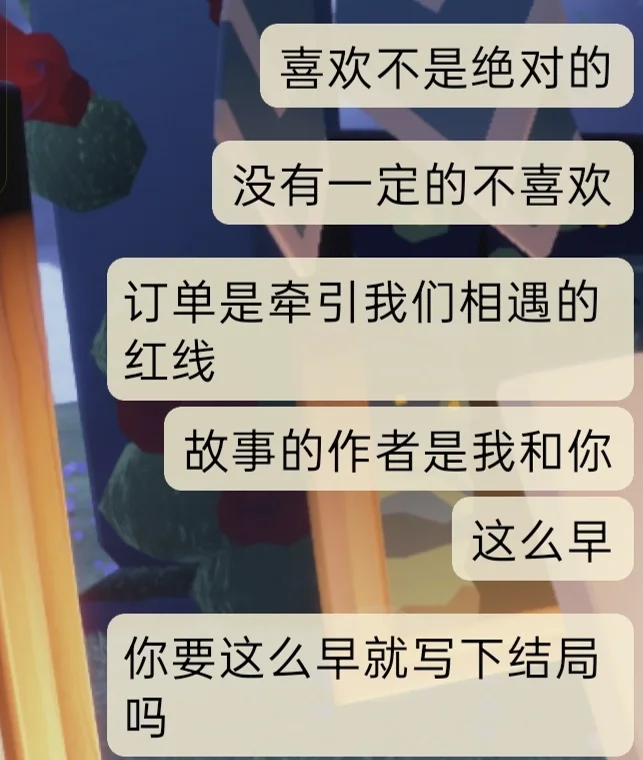 喜欢不是绝对的
没有一定的不喜欢
订单是牵引我们相遇的
红线
故事的作者是我和你
这么早
你要这么早就写下结局
吗